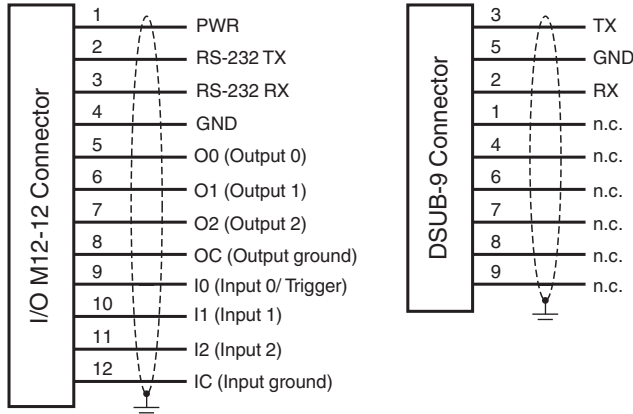 I/O M12-12 Connector
1 PWR
2 RS-232 TX
3 RS-232 RX
4 GND
5 O0 (Output 0)
6 O1 (Output 1)
7 O2 (Output 2)
8 OC (Output ground)
9 I0 (Input 0/ Trigger)
10 I1 (Input 1)
11 I2 (Input 2)
12 IC (Input ground)
DSUB-9 Connector
3 TX
5 GND
2 RX
1 n.c.
4 n.c.
6 n.c.
7 n.c.
8 n.c.
9 n.c.